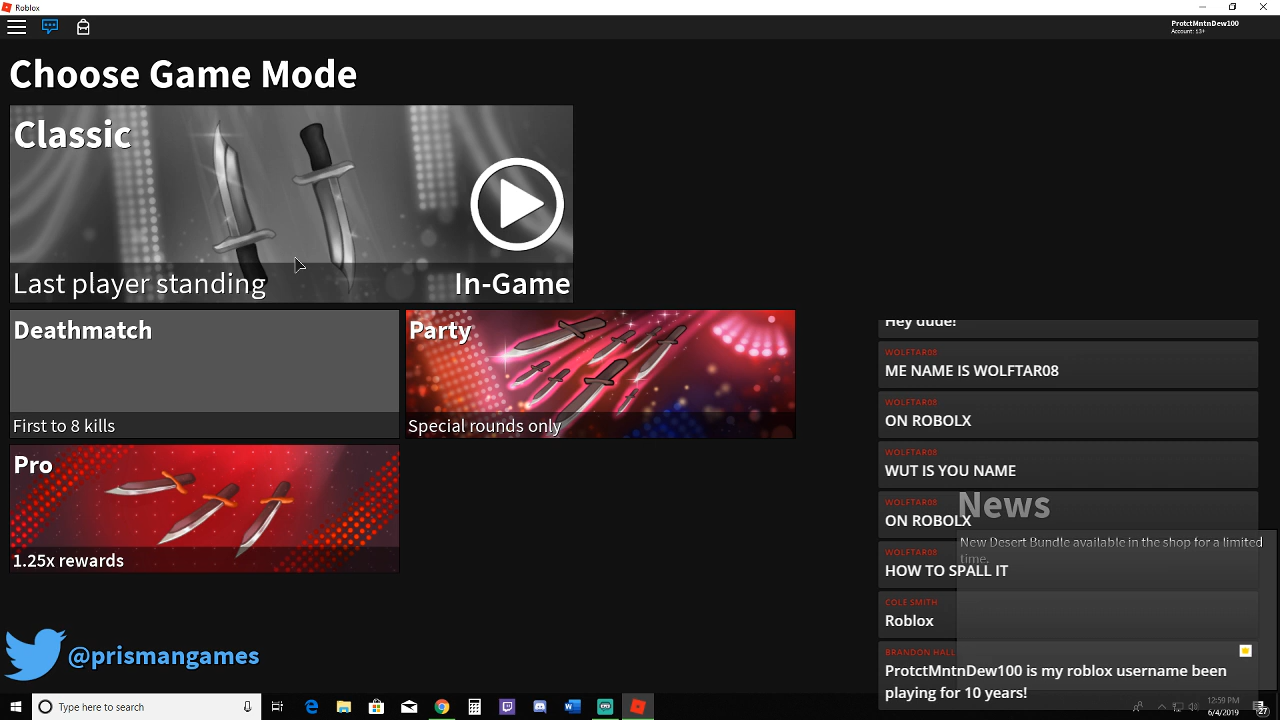 Roblox
ProtctMntnDew100
Account: 13+
Choose Game Mode
Classic
Last player standing
In-Game
Deathmatch
First to 8 kills
Party
Special rounds only
Pro
1.25x rewards
@prismangames
Hey dude!
WOLFTAR08
ME NAME IS WOLFTAR08
WOLFTAR08
ON ROBOLX
WOLFTAR08
WUT IS YOU NAME
WOLFTAR08
ON ROBOLX
News
New Desert Bundle available in the shop for a limited
time.
WOLFTAR08
HOW TO SPALL IT
COLE SMITH
Roblox
BRANDON HALL
ProtctMntnDew100 is my roblox username been
playing for 10 years!
Type here to search
12:59 PM
6/4/2019
27